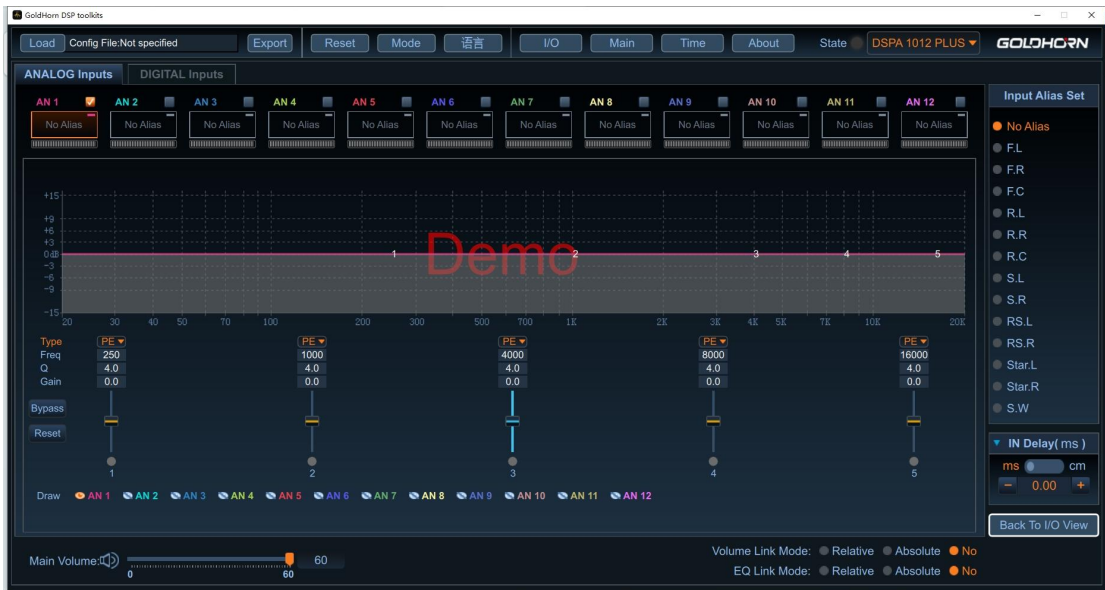 GoldHorn DSP toolkits
Load Config File:Not specified Export Reset Mode 语言 I/O Main Time About State DSPA 1012 PLUS GOLDHORN
ANALOG Inputs DIGITAL Inputs
AN 1 AN 2 AN 3 AN 4 AN 5 AN 6 AN 7 AN 8 AN 9 AN 10 AN 11 AN 12
No Alias No Alias No Alias No Alias No Alias No Alias No Alias No Alias No Alias No Alias No Alias No Alias
+15
+9
+6
+3
0dB
-3
-6
-9
-15
1 2 3 4 5
Demo
20 30 40 50 70 100 200 300 500 700 1K 2K 3K 4K 5K 7K 10K 20K
Type PE PE PE PE PE
Freq 250 1000 4000 8000 16000
Q 4.0 4.0 4.0 4.0 4.0
Gain 0.0 0.0 0.0 0.0 0.0
Bypass
Reset
1 2 3 4 5
Draw AN 1 AN 2 AN 3 AN 4 AN 5 AN 6 AN 7 AN 8 AN 9 AN 10 AN 11 AN 12
Input Alias Set
No Alias
F.L
F.R
F.C
R.L
R.R
R.C
S.L
S.R
RS.L
RS.R
Star.L
Star.R
S.W
IN Delay( ms )
ms cm
− 0.00 +
Back To I/O View
Main Volume: 60
0 60
Volume Link Mode: Relative Absolute No
EQ Link Mode: Relative Absolute No